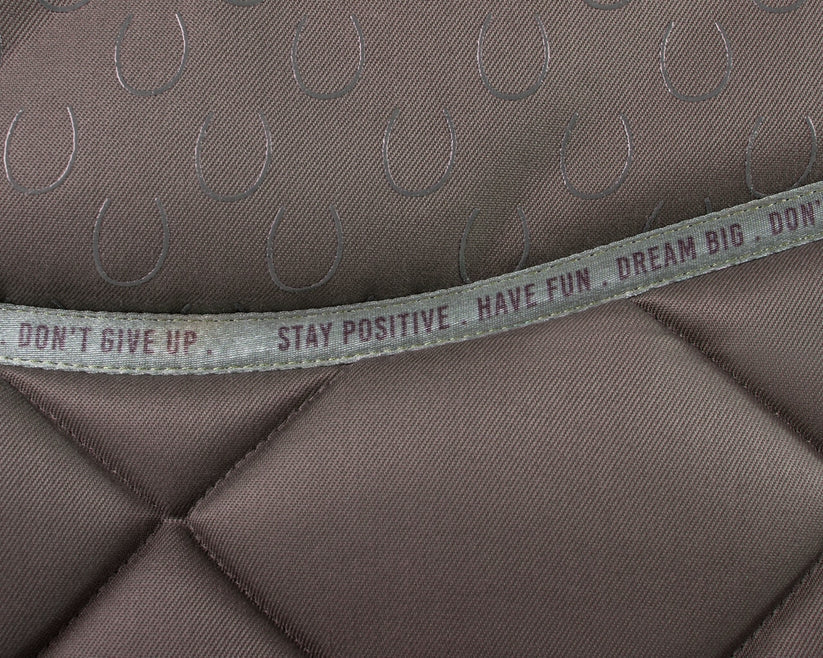 . DON'T GIVE UP . STAY POSITIVE . HAVE FUN . DREAM BIG . DON'